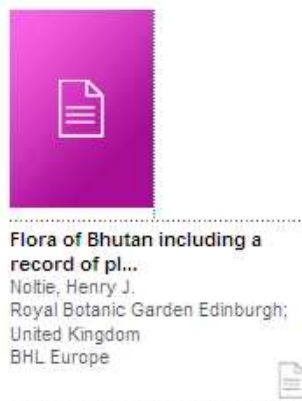 Flora of Bhutan including a
record of pl...
Noltie, Henry J.
Royal Botanic Garden Edinburgh;
United Kingdom
BHL Europe